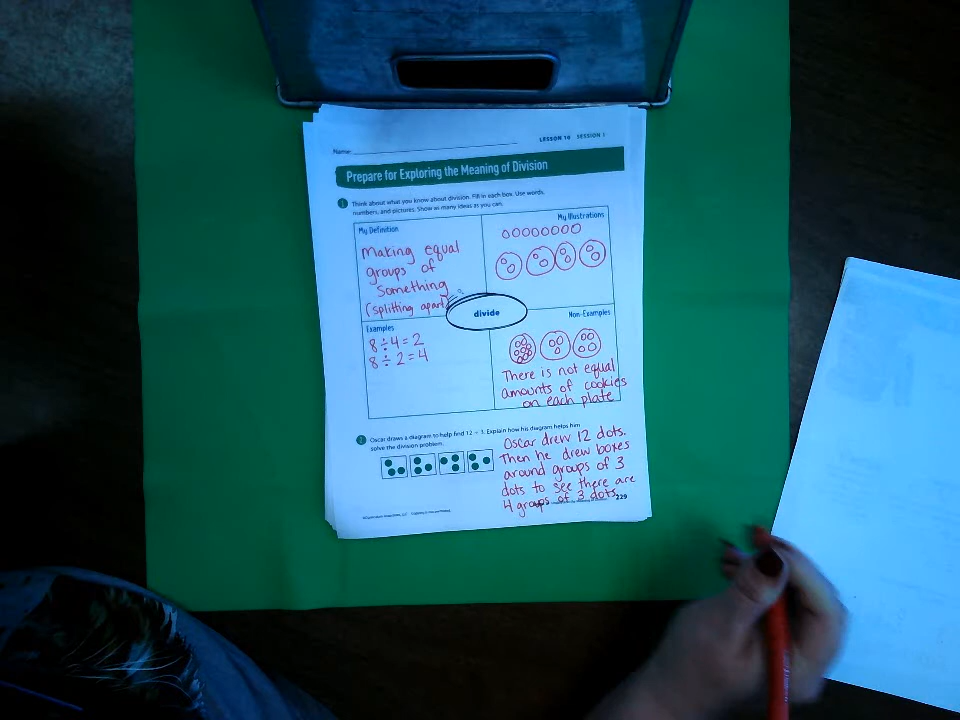 Name
LESSON 16 SESSION 1
Prepare for Exploring the Meaning of Division
1 Think about what you know about division. Fill in each box. Use words,
numbers, and pictures. Show as many ideas as you can.
My Definition
Making equal
groups of
something
(splitting apart)
My Illustrations
divide
Examples
8÷4=2
8÷2=4
Non-Examples
There is not equal
amounts of cookies
on each plate
2 Oscar draws a diagram to help find 12 ÷ 3. Explain how his diagram helps him
solve the division problem.
Oscar drew 12 dots.
Then he drew boxes
around groups of 3
dots to see there are
4 groups of 3 dots.
229